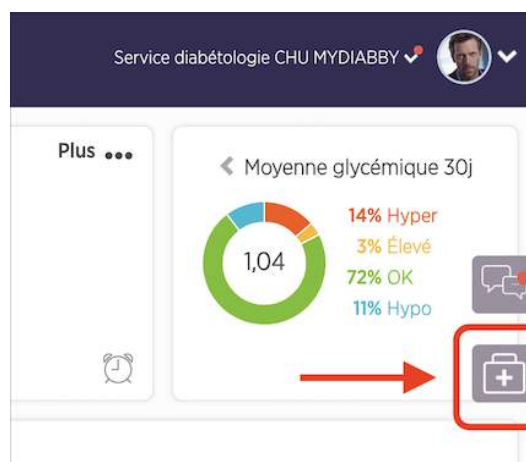 Service diabétologie CHU MYDIABBY
Plus
Moyenne glycémique 30j
1,04
14% Hyper
3% Élevé
72% OK
11% Hypo